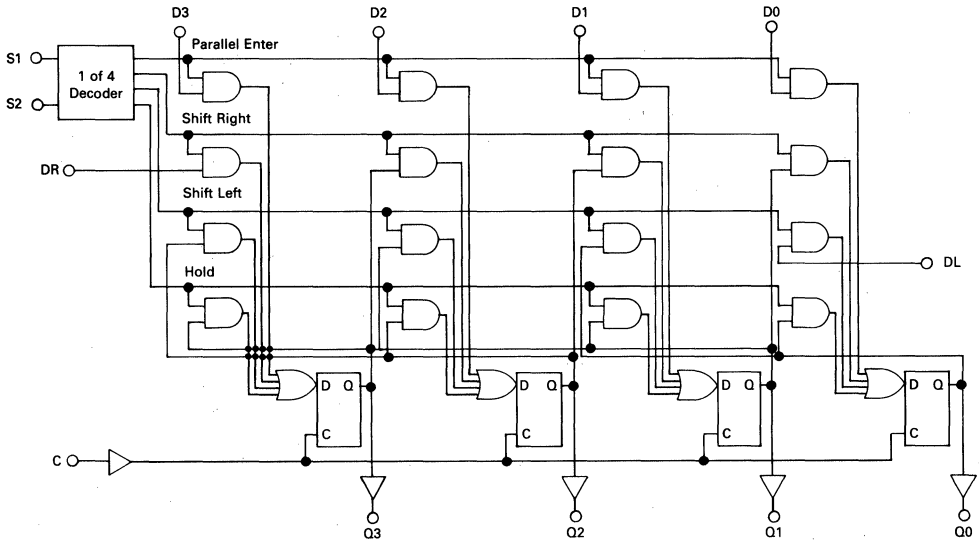 D3 D2 D1 D0
Parallel Enter
S1
1 of 4
Decoder
S2
Shift Right
DR
Shift Left
DL
Hold
D Q D Q D Q D Q
C C C C
C
Q3 Q2 Q1 Q0